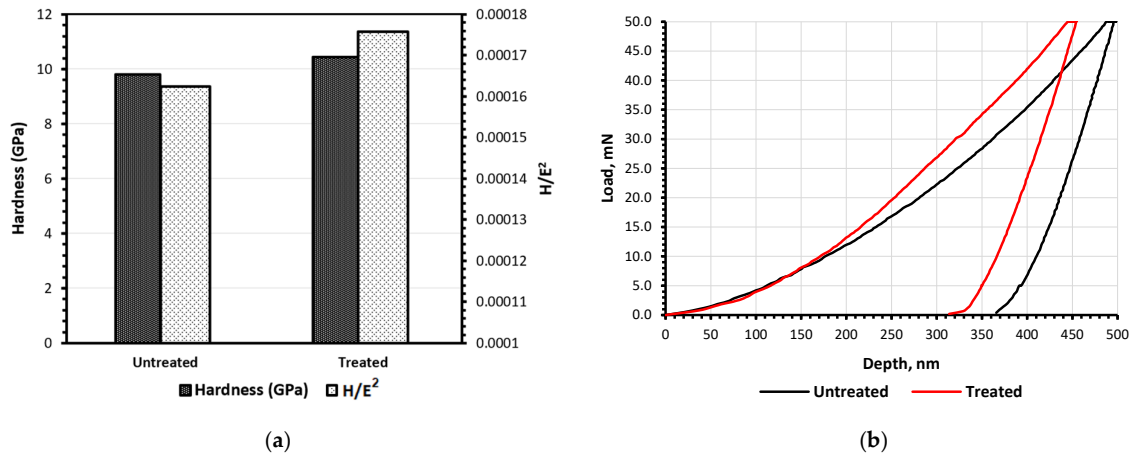 12
10
8
6
4
2
0
Hardness (GPa)
0.00018
0.00017
0.00016
0.00015
0.00014
0.00013
0.00012
0.00011
0.0001
H/E²
Untreated Treated
Hardness (GPa) H/E²
(a)
50.0
45.0
40.0
35.0
30.0
25.0
20.0
15.0
10.0
5.0
0.0
Load, mN
0 50 100 150 200 250 300 350 400 450 500
Depth, nm
Untreated Treated
(b)